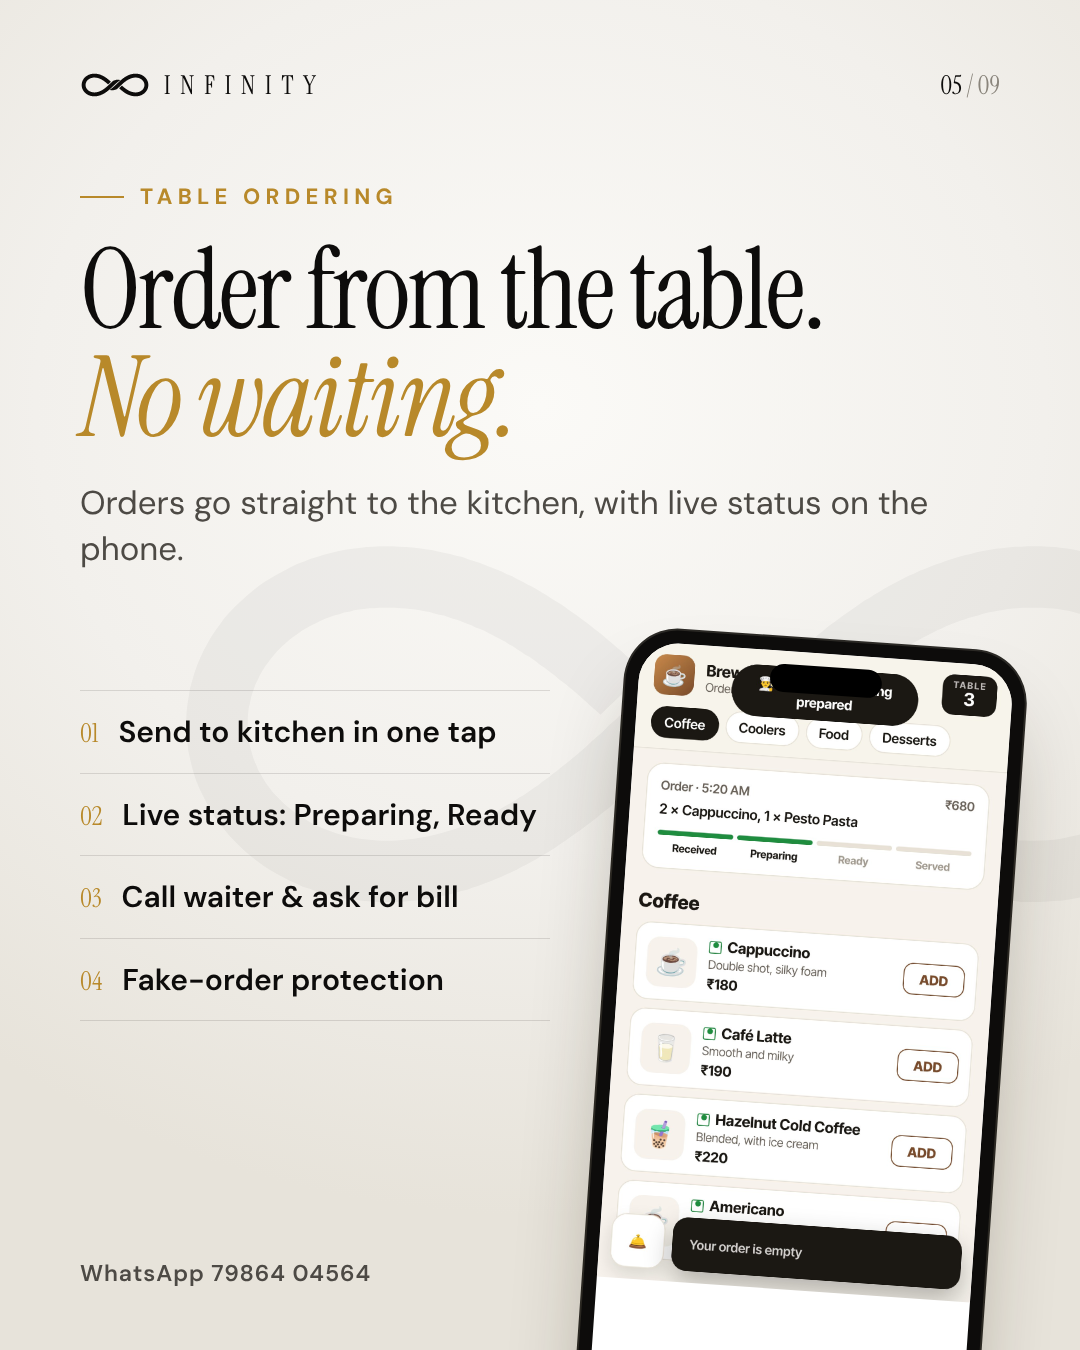 INFINITY
05 / 09
TABLE ORDERING
Order from the table.
No waiting.
Orders go straight to the kitchen, with live status on the
phone.
01 Send to kitchen in one tap
02 Live status: Preparing, Ready
03 Call waiter & ask for bill
04 Fake-order protection
WhatsApp 79864 04564
prepared
TABLE
3
Coffee
Coolers
Food
Desserts
Order · 5:20 AM
₹680
2 × Cappuccino, 1 × Pesto Pasta
Received
Preparing
Ready
Served
Coffee
Cappuccino
Double shot, silky foam
₹180
ADD
Café Latte
Smooth and milky
₹190
ADD
Hazelnut Cold Coffee
Blended, with ice cream
₹220
ADD
Americano
Your order is empty